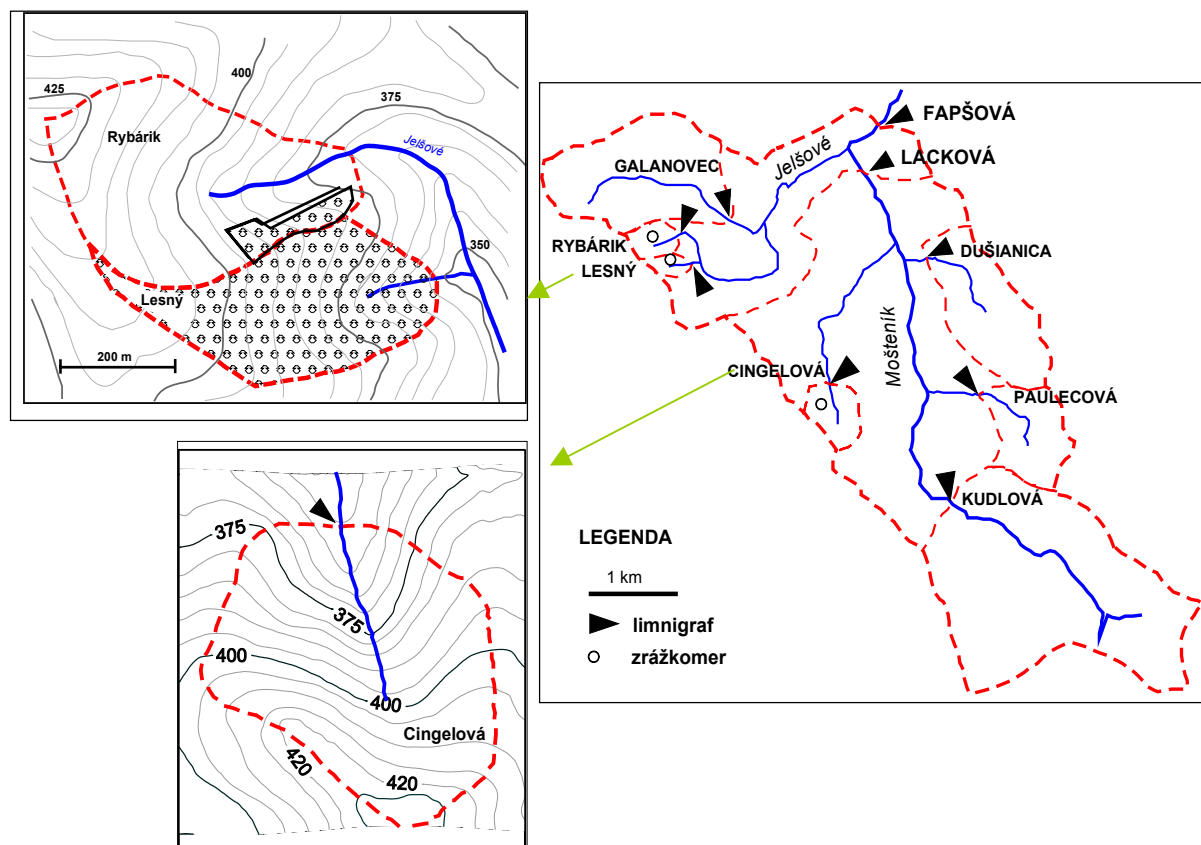 400
425
375
Rybárik
Jelšové
350
Lesný
200 m
375
375
400
400
Cingelová
420
420
FAPŠOVÁ
LACKOVÁ
GALANOVEC
Jelšové
RYBÁRIK
LESNÝ
DUŠIANICA
Mošteník
CINGELOVÁ
PAULECOVÁ
KUDLOVÁ
LEGENDA
1 km
limnigraf
zrážkomer